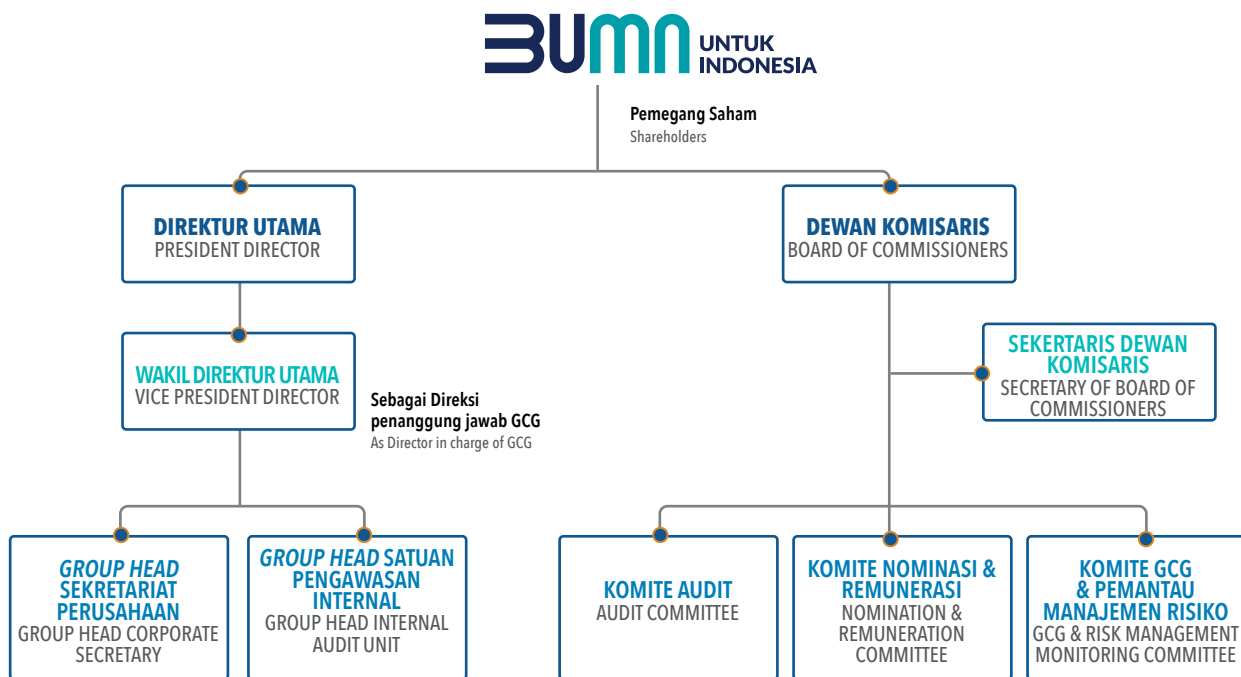 BUMN UNTUK
INDONESIA
Pemegang Saham
Shareholders
DIREKTUR UTAMA
PRESIDENT DIRECTOR
DEWAN KOMISARIS
BOARD OF COMMISSIONERS
WAKIL DIREKTUR UTAMA
VICE PRESIDENT DIRECTOR
Sebagai Direksi
penanggung jawab GCG
As Director in charge of GCG
SEKERTARIS DEWAN
KOMISARIS
SECRETARY OF BOARD OF
COMMISSIONERS
GROUP HEAD
SEKRETARIAT
PERUSAHAAN
GROUP HEAD CORPORATE
SECRETARY
GROUP HEAD SATUAN
PENGAWASAN
INTERNAL
GROUP HEAD INTERNAL
AUDIT UNIT
KOMITE AUDIT
AUDIT COMMITTEE
KOMITE NOMINASI &
REMUNERASI
NOMINATION &
REMUNERATION
COMMITTEE
KOMITE GCG
& PEMANTAU
MANAJEMEN RISIKO
GCG & RISK MANAGEMENT
MONITORING COMMITTEE